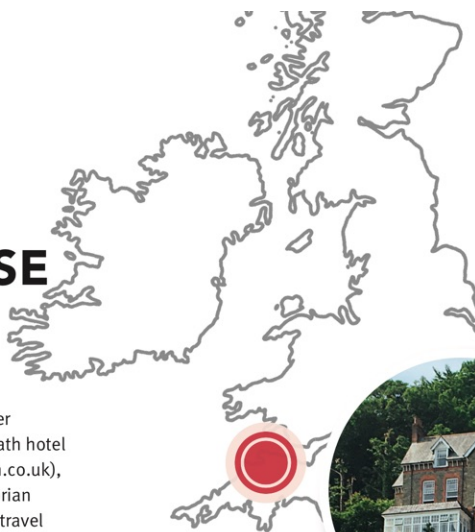 SE
er
ath hotel
n.co.uk),
rian
travel